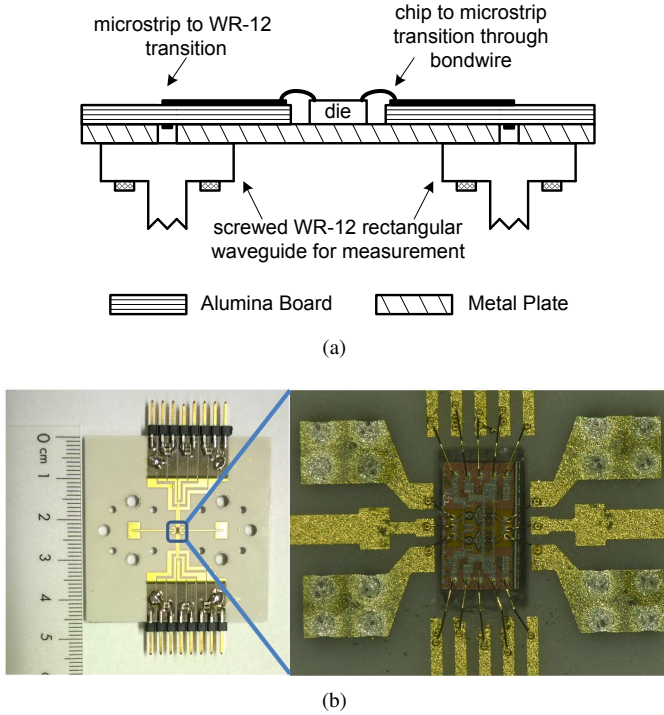 microstrip to WR-12
transition
chip to microstrip
transition through
bondwire
die
screwed WR-12 rectangular
waveguide for measurement
Alumina Board
Metal Plate
(a)
0 cm 1 2 3 4 5
(b)